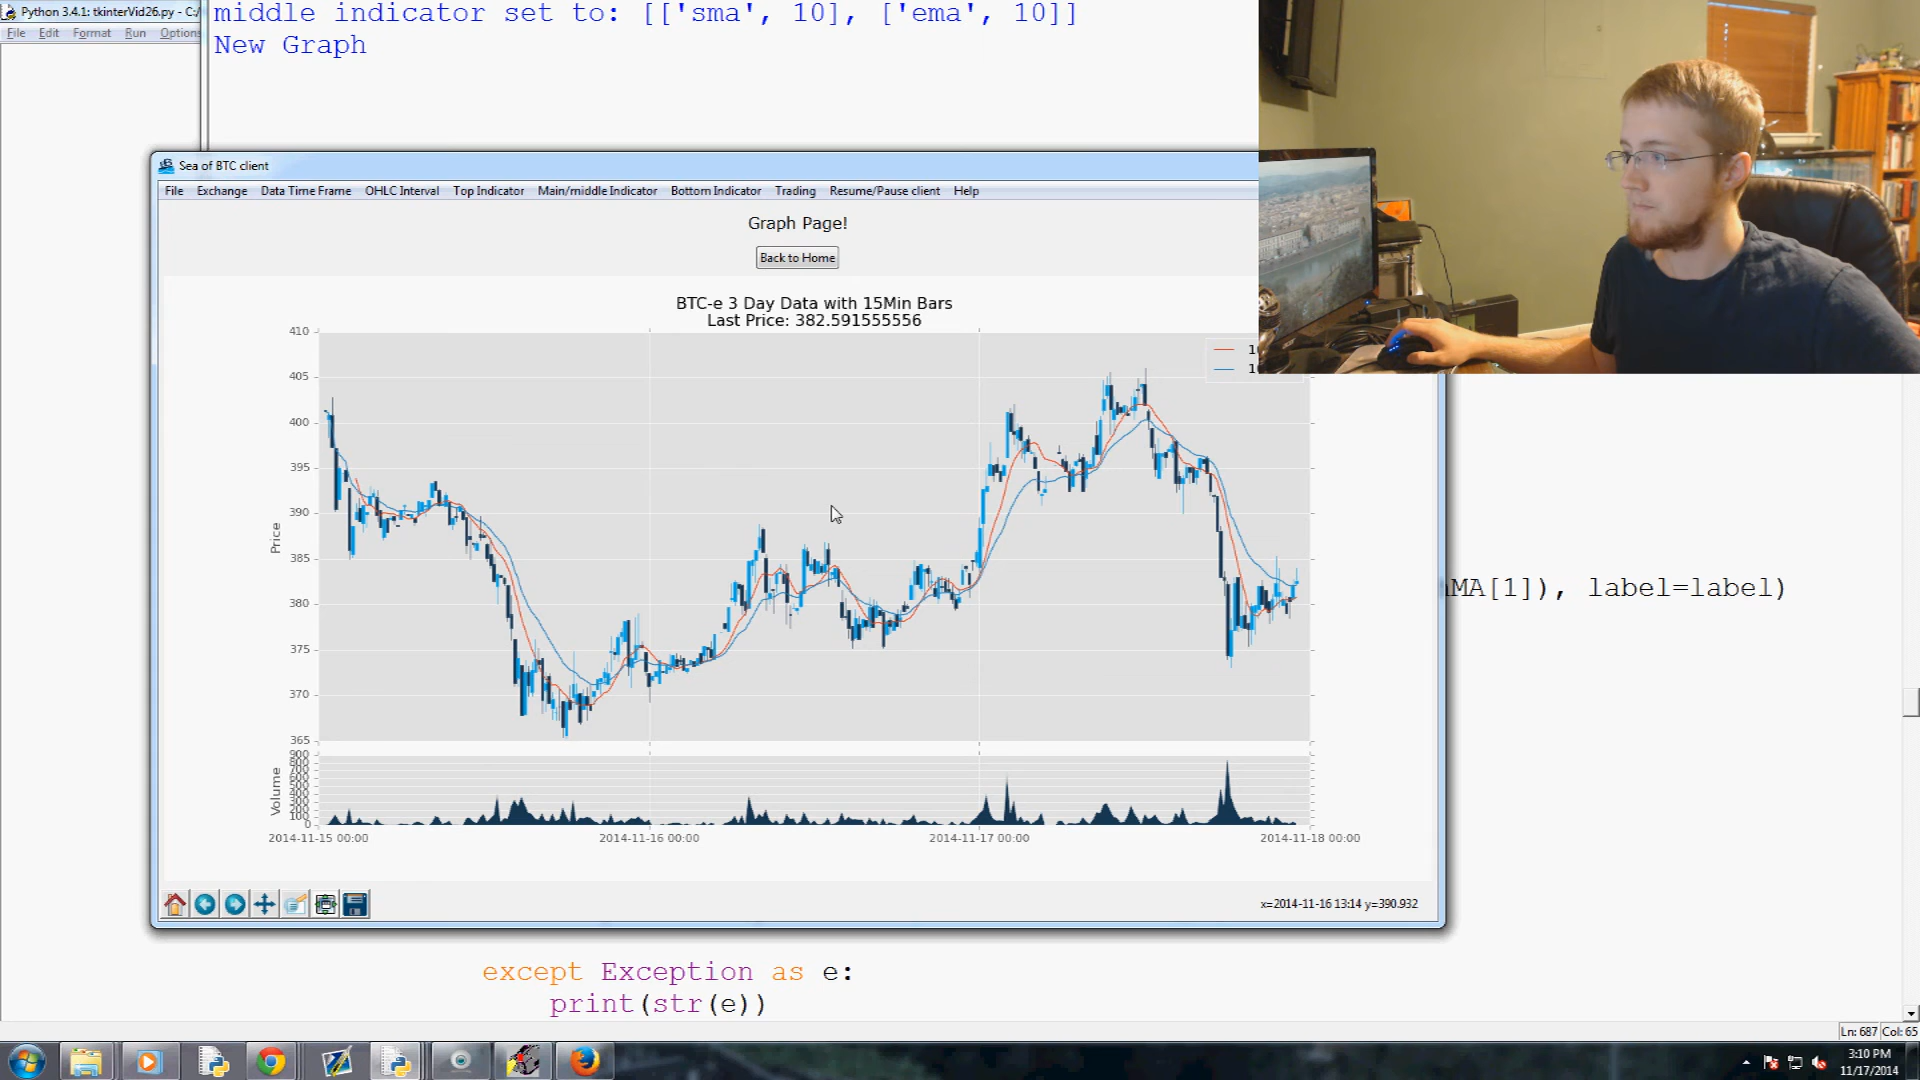 Python 3.4.1: tkinterVid26.py - C:/
File Edit Format Run Options
middle indicator set to: [['sma', 10], ['ema', 10]]
New Graph
Sea of BTC client
File Exchange Data Time Frame OHLC Interval Top Indicator Main/middle Indicator Bottom Indicator Trading Resume/Pause client Help
Graph Page!
Back to Home
BTC-e 3 Day Data with 15Min Bars
Last Price: 382.591555556
410
405
400
395
390
385
380
375
370
365
Price
900
800
700
600
500
400
300
200
100
0
Volume
2014-11-15 00:00 2014-11-16 00:00 2014-11-17 00:00 2014-11-18 00:00
x=2014-11-16 13:14 y=390.932
MA[1]), label=label)
except Exception as e:
print(str(e))
Ln: 687 Col: 65
3:10 PM
11/17/2014